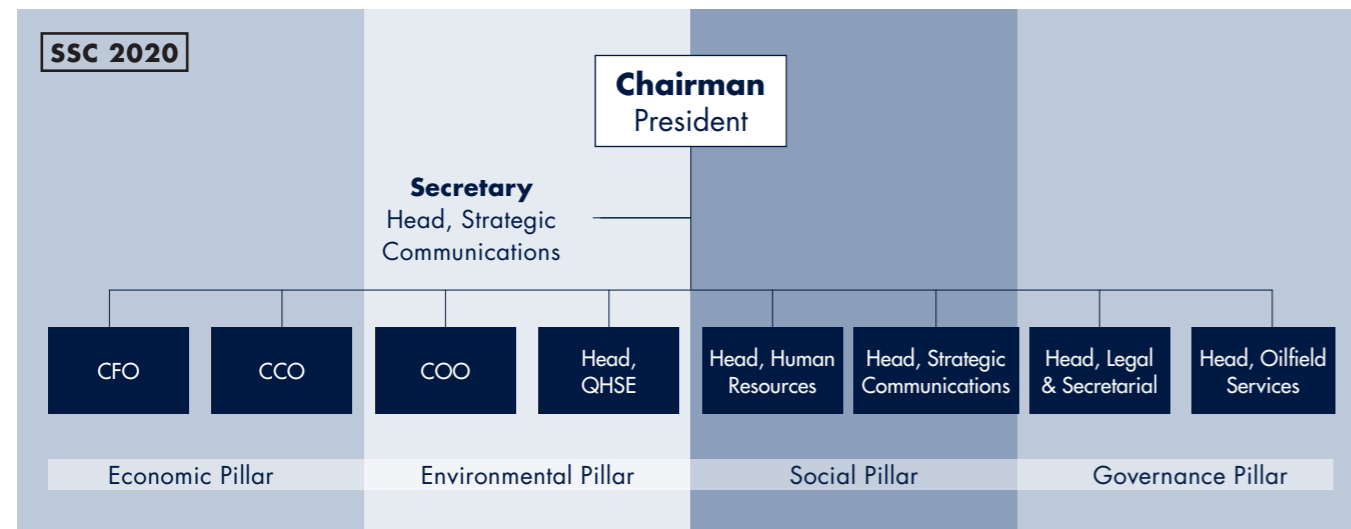 SSC 2020
Chairman
President
Secretary
Head, Strategic
Communications
CFO
CCO
COO
Head,
QHSE
Head, Human
Resources
Head, Strategic
Communications
Head, Legal
& Secretarial
Head, Oilfield
Services
Economic Pillar
Environmental Pillar
Social Pillar
Governance Pillar